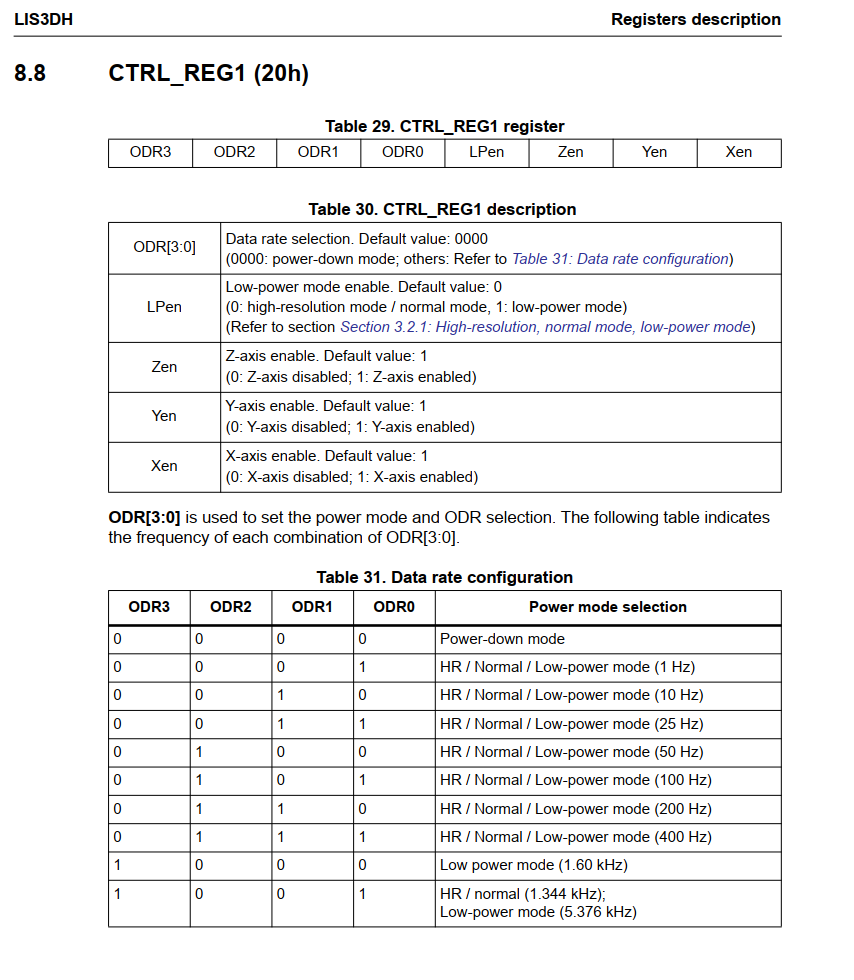 LIS3DH Registers description
8.8 CTRL_REG1 (20h)
Table 29. CTRL_REG1 register
ODR3 ODR2 ODR1 ODR0 LPen Zen Yen Xen
Table 30. CTRL_REG1 description
ODR[3:0] Data rate selection. Default value: 0000
(0000: power-down mode; others: Refer to Table 31: Data rate configuration)
LPen Low-power mode enable. Default value: 0
(0: high-resolution mode / normal mode, 1: low-power mode)
(Refer to section Section 3.2.1: High-resolution, normal mode, low-power mode)
Zen Z-axis enable. Default value: 1
(0: Z-axis disabled; 1: Z-axis enabled)
Yen Y-axis enable. Default value: 1
(0: Y-axis disabled; 1: Y-axis enabled)
Xen X-axis enable. Default value: 1
(0: X-axis disabled; 1: X-axis enabled)
ODR[3:0] is used to set the power mode and ODR selection. The following table indicates
the frequency of each combination of ODR[3:0].
Table 31. Data rate configuration
ODR3 ODR2 ODR1 ODR0 Power mode selection
0 0 0 0 Power-down mode
0 0 0 1 HR / Normal / Low-power mode (1 Hz)
0 0 1 0 HR / Normal / Low-power mode (10 Hz)
0 0 1 1 HR / Normal / Low-power mode (25 Hz)
0 1 0 0 HR / Normal / Low-power mode (50 Hz)
0 1 0 1 HR / Normal / Low-power mode (100 Hz)
0 1 1 0 HR / Normal / Low-power mode (200 Hz)
0 1 1 1 HR / Normal / Low-power mode (400 Hz)
1 0 0 0 Low power mode (1.60 kHz)
1 0 0 1 HR / normal (1.344 kHz);
Low-power mode (5.376 kHz)